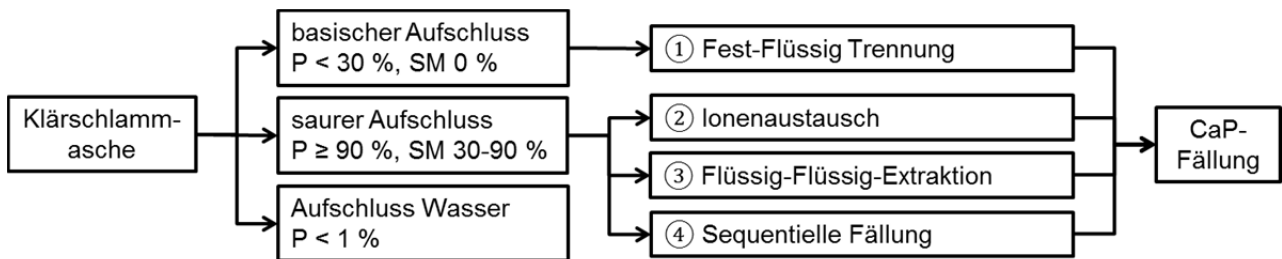 Klärschlamm-
asche
basischer Aufschluss
P < 30 %, SM 0 %
saurer Aufschluss
P ≥ 90 %, SM 30-90 %
Aufschluss Wasser
P < 1 %
① Fest-Flüssig Trennung
② Ionenaustausch
③ Flüssig-Flüssig-Extraktion
④ Sequentielle Fällung
CaP-
Fällung